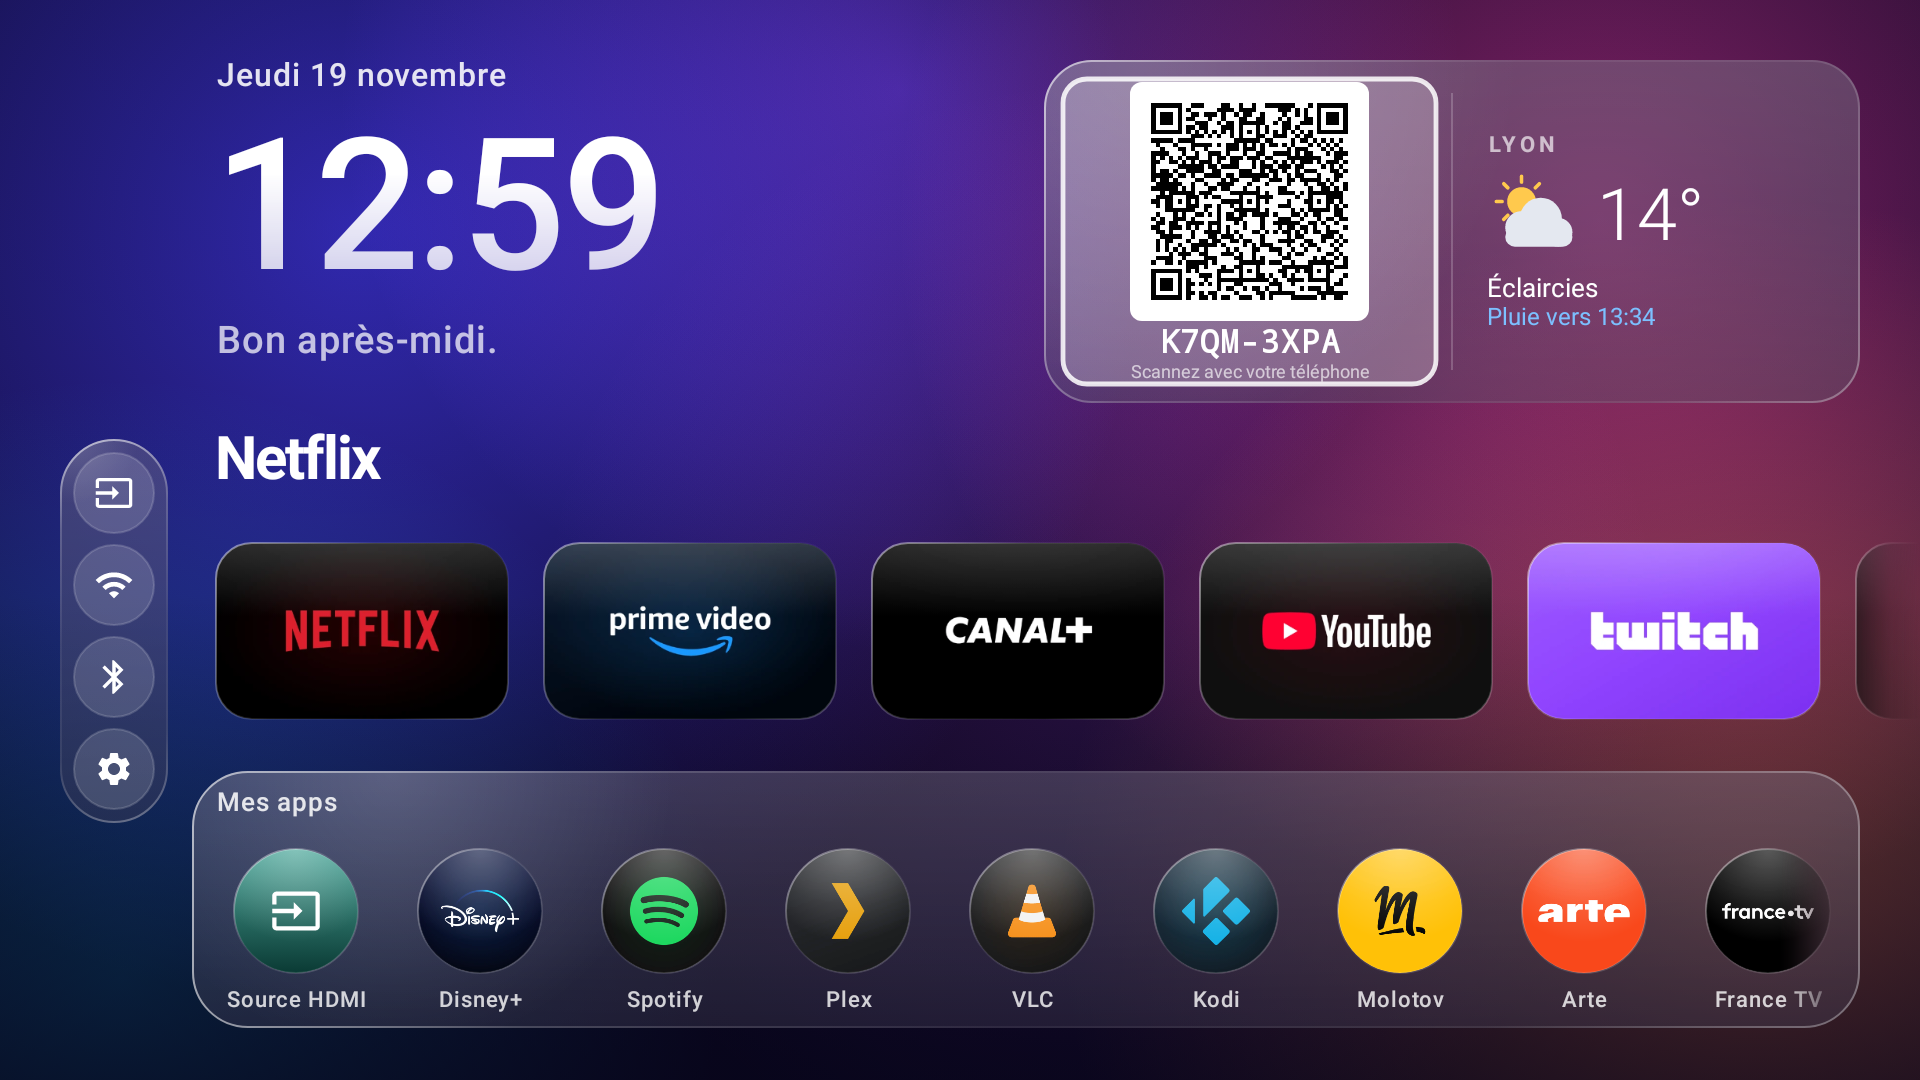 Jeudi 19 novembre
12:59
Bon après-midi.
K7QM-3XPA
Scannez avec votre téléphone
LYON
14°
Éclaircies
Pluie vers 13:34
Netflix
NETFLIX
prime video
CANAL+
YouTube
twitch
Mes apps
Disney+
M.
arte
france•tv
Source HDMI
Disney+
Spotify
Plex
VLC
Kodi
Molotov
Arte
France TV